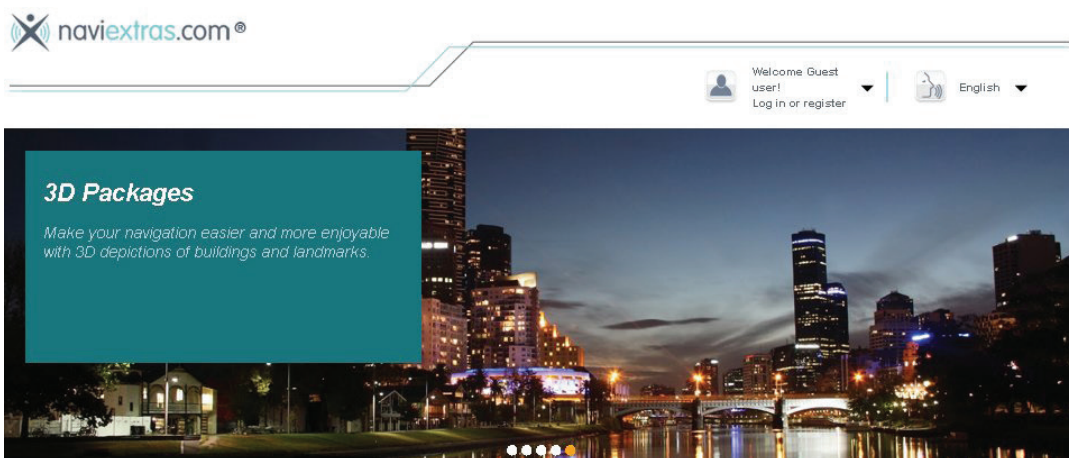 naviextras.com®
Welcome Guest
user!
Log in or register
English
3D Packages
Make your navigation easier and more enjoyable
with 3D depictions of buildings and landmarks.